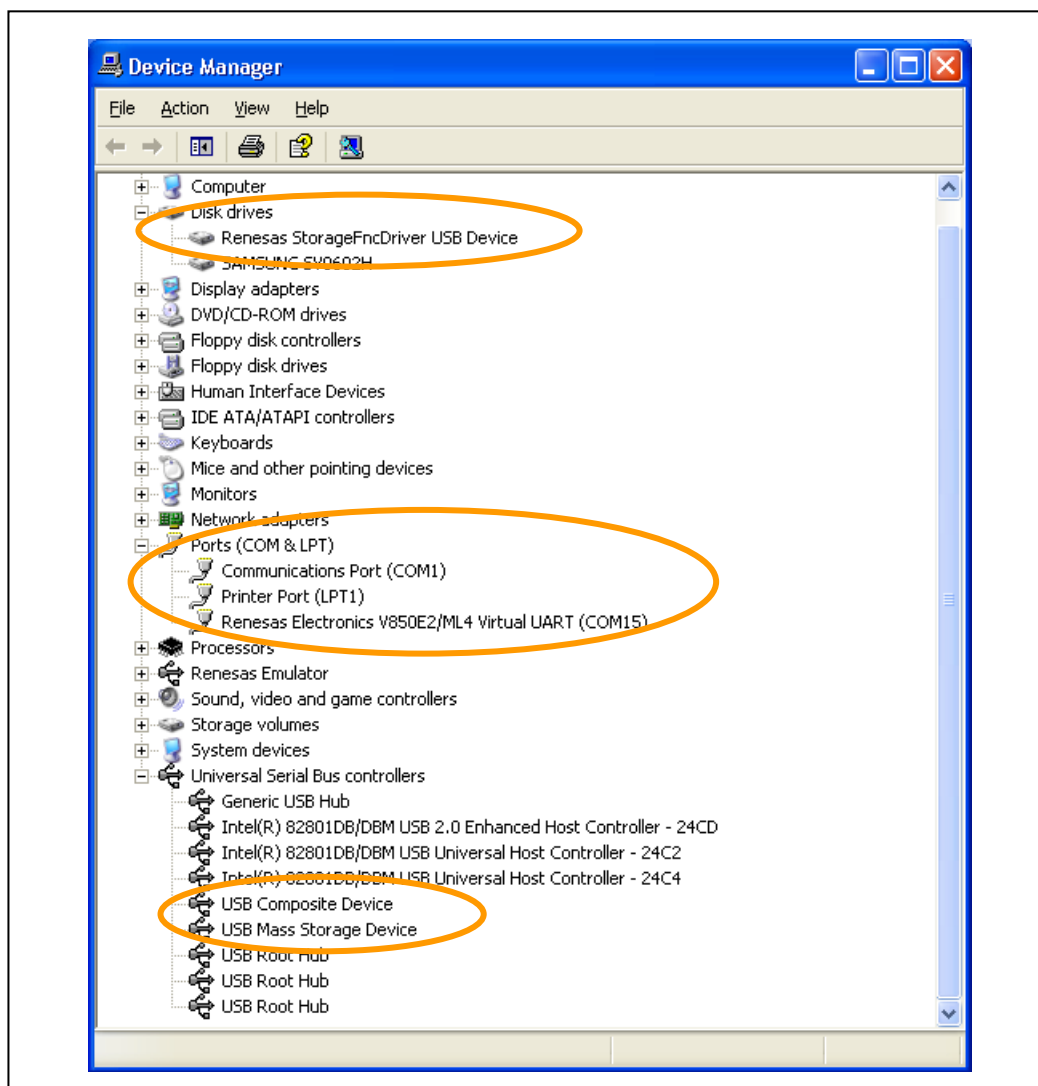 Device Manager
File Action View Help
Computer
Disk drives
Renesas StorageFncDriver USB Device
SAMSUNG SV0602H
Display adapters
DVD/CD-ROM drives
Floppy disk controllers
Floppy disk drives
Human Interface Devices
IDE ATA/ATAPI controllers
Keyboards
Mice and other pointing devices
Monitors
Network adapters
Ports (COM & LPT)
Communications Port (COM1)
Printer Port (LPT1)
Renesas Electronics V850E2/ML4 Virtual UART (COM15)
Processors
Renesas Emulator
Sound, video and game controllers
Storage volumes
System devices
Universal Serial Bus controllers
Generic USB Hub
Intel(R) 82801DB/DBM USB 2.0 Enhanced Host Controller - 24CD
Intel(R) 82801DB/DBM USB Universal Host Controller - 24C2
Intel(R) 82801DB/DBM USB Universal Host Controller - 24C4
USB Composite Device
USB Mass Storage Device
USB Root Hub
USB Root Hub
USB Root Hub